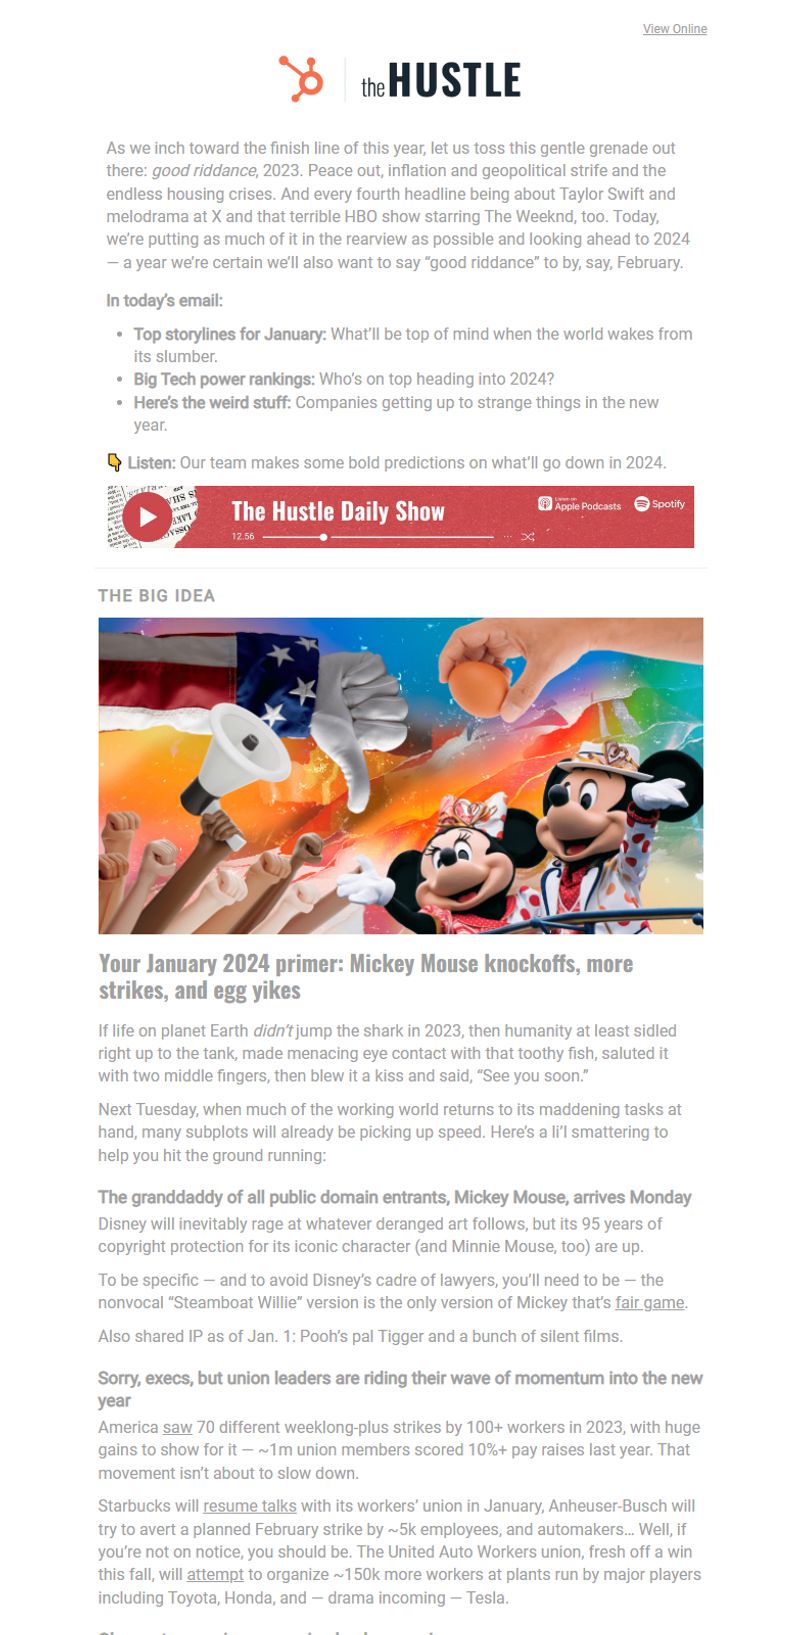 View Online
the HUSTLE
As we inch toward the finish line of this year, let us toss this gentle grenade out
there: good riddance, 2023. Peace out, inflation and geopolitical strife and the
endless housing crises. And every fourth headline being about Taylor Swift and
melodrama at X and that terrible HBO show starring The Weeknd, too. Today,
we’re putting as much of it in the rearview as possible and looking ahead to 2024
— a year we’re certain we’ll also want to say “good riddance” to by, say, February.
In today’s email:
• Top storylines for January: What’ll be top of mind when the world wakes from
its slumber.
• Big Tech power rankings: Who’s on top heading into 2024?
• Here’s the weird stuff: Companies getting up to strange things in the new
year.
👇 Listen: Our team makes some bold predictions on what’ll go down in 2024.
The Hustle Daily Show
Listen on
Apple Podcasts
Spotify
12.56
THE BIG IDEA
Your January 2024 primer: Mickey Mouse knockoffs, more
strikes, and egg yikes
If life on planet Earth didn’t jump the shark in 2023, then humanity at least sidled
right up to the tank, made menacing eye contact with that toothy fish, saluted it
with two middle fingers, then blew it a kiss and said, “See you soon.”
Next Tuesday, when much of the working world returns to its maddening tasks at
hand, many subplots will already be picking up speed. Here’s a li’l smattering to
help you hit the ground running:
The granddaddy of all public domain entrants, Mickey Mouse, arrives Monday
Disney will inevitably rage at whatever deranged art follows, but its 95 years of
copyright protection for its iconic character (and Minnie Mouse, too) are up.
To be specific — and to avoid Disney’s cadre of lawyers, you’ll need to be — the
nonvocal “Steamboat Willie” version is the only version of Mickey that’s fair game.
Also shared IP as of Jan. 1: Pooh’s pal Tigger and a bunch of silent films.
Sorry, execs, but union leaders are riding their wave of momentum into the new
year
America saw 70 different weeklong-plus strikes by 100+ workers in 2023, with huge
gains to show for it — ~1m union members scored 10%+ pay raises last year. That
movement isn’t about to slow down.
Starbucks will resume talks with its workers’ union in January, Anheuser-Busch will
try to avert a planned February strike by ~5k employees, and automakers… Well, if
you’re not on notice, you should be. The United Auto Workers union, fresh off a win
this fall, will attempt to organize ~150k more workers at plants run by major players
including Toyota, Honda, and — drama incoming — Tesla.